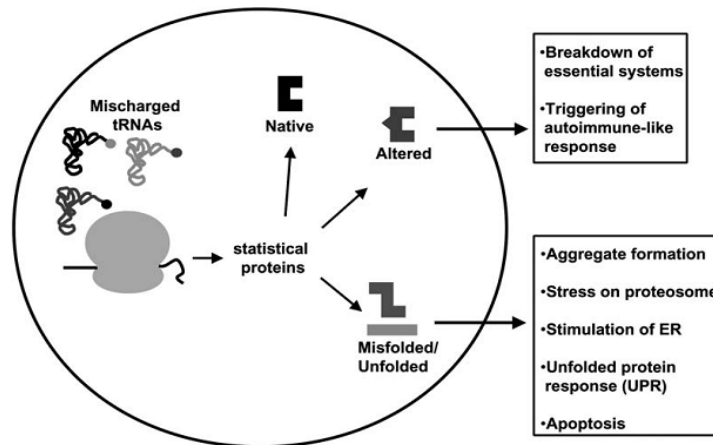 Mischarged
tRNAs
Native
Altered
statistical
proteins
Misfolded/
Unfolded
•Breakdown of
essential systems
•Triggering of
autoimmune-like
response
•Aggregate formation
•Stress on proteosome
•Stimulation of ER
•Unfolded protein
response (UPR)
•Apoptosis